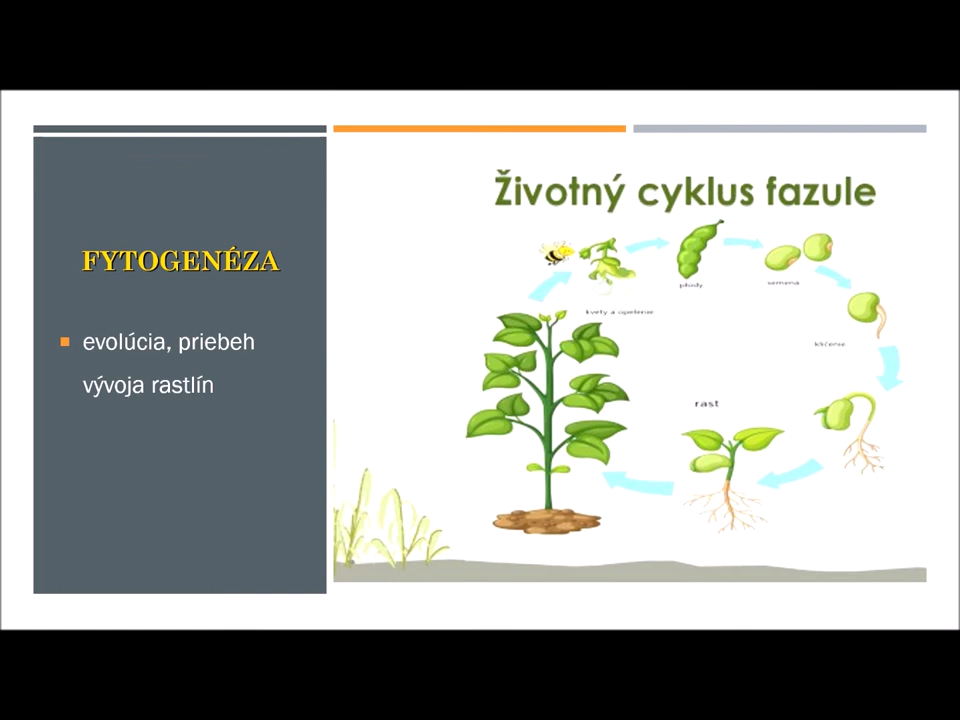 FYTOGENÉZA
evolúcia, priebeh
vývoja rastlín
Životný cyklus fazule
plody
semená
kvety a opelenie
klíčenie
rast